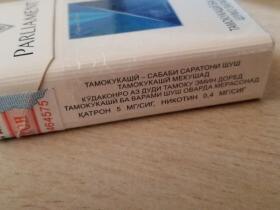 PARLIAMENT
ТАМОКУКАШӢ – САБАБИ САРАТОНИ ШУШ
ТАМОКУКАШӢ МЕКУШАД
КӮДАКОНРО АЗ ДУДИ ТАМОКУ ЭМИН ДОРЕД
ТАМОКУКАШӢ БА ВАРАМИ ШУШ ОВАРДА МЕРАСОНАД
ҚАТРОН 5 МГ/СИГ, НИКОТИН 0,4 МГ/СИГ
464575